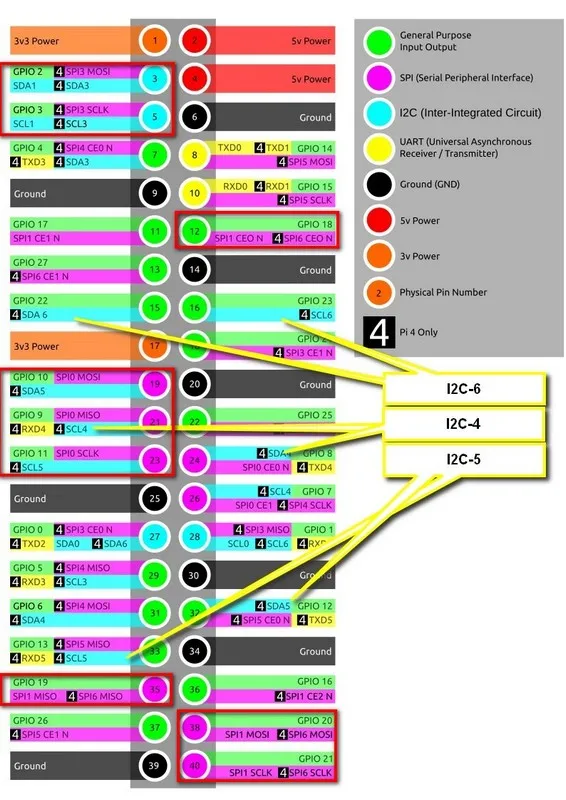 3v3 Power 1 2 5v Power
GPIO 2 4 SPI3 MOSI
SDA1 4 SDA3
3 4 5v Power
GPIO 3 4 SPI3 SCLK
SCL1 4 SCL3
5 6 Ground
GPIO 4 4 SPI4 CE0 N
4 TXD3 4 SDA3
7 8
TXD0 4 TXD1 GPIO 14
4 SPI5 MOSI
Ground 9 10
RXD0 4 RXD1 GPIO 15
4 SPI5 SCLK
GPIO 17
SPI1 CE1 N
11 12
GPIO 18
SPI1 CEO N 4 SPI6 CEO N
GPIO 27
4 SPI6 CE1 N
13 14 Ground
GPIO 22
4 SDA 6
15 16
GPIO 23
4 SCL6
3v3 Power 17
GPIO
4 SPI3 CE1 N
GPIO 10 SPI0 MOSI
4 SDA5
19 20 Ground
GPIO 9 SPI0 MISO
4 RXD4 4 SCL4
21 22
GPIO 25
GPIO 11 SPI0 SCLK
4 SCL5
23 24
4 SDA4 GPIO 8
SPI0 CE0 N 4 TXD4
Ground 25 26
4 SCL4 GPIO 7
SPI0 CE1 4 SPI4 SCLK
GPIO 0 4 SPI3 CE0 N
4 TXD2 SDA0 4 SDA6
27 28
4 SPI3 MISO GPIO 1
SCL0 4 SCL6 4
GPIO 5 4 SPI4 MISO
4 RXD3 4 SCL3
29 30 Ground
GPIO 6 4 SPI4 MOSI
4 SDA4
31 32
4 SDA5 GPIO 12
4 SPI5 CE0 N 4 TXD5
GPIO 13 4 SPI5 MISO
4 RXD5 4 SCL5
33 34 Ground
GPIO 19
SPI1 MISO 4 SPI6 MISO
35 36
GPIO 16
4 SPI1 CE2 N
GPIO 26
4 SPI5 CE1 N
37 38
GPIO 20
SPI1 MOSI 4 SPI6 MOSI
Ground 39 40
GPIO 21
SPI1 SCLK 4 SPI6 SCLK
General Purpose
Input Output
SPI (Serial Peripheral Interface)
I2C (Inter-Integrated Circuit)
UART (Universal Asynchronous
Receiver / Transmitter)
Ground (GND)
5v Power
3v Power
2 Physical Pin Number
4 Pi 4 Only
I2C-6
I2C-4
I2C-5